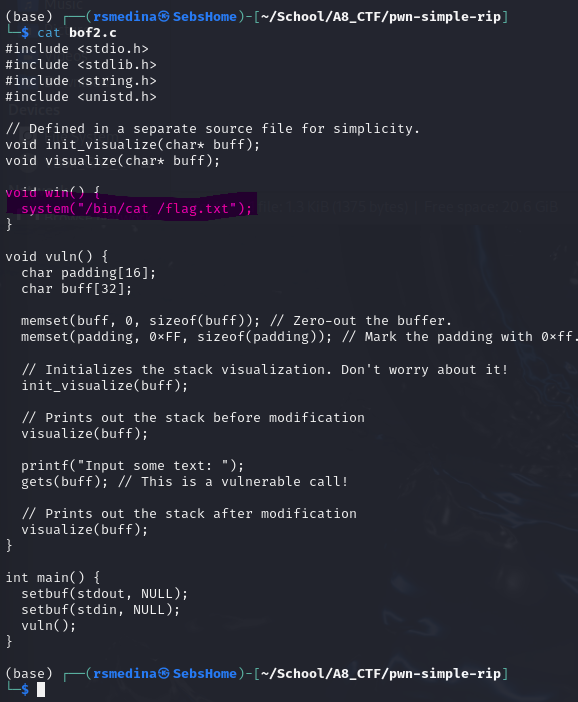 (base) ┌──(rsmedina㉿SebsHome)-[~/School/A8_CTF/pwn-simple-rip]
└─$ cat bof2.c
#include <stdio.h>
#include <stdlib.h>
#include <string.h>
#include <unistd.h>
// Defined in a separate source file for simplicity.
void init_visualize(char* buff);
void visualize(char* buff);
void win() {
  system("/bin/cat /flag.txt");
}
void vuln() {
  char padding[16];
  char buff[32];
  memset(buff, 0, sizeof(buff)); // Zero-out the buffer.
  memset(padding, 0×FF, sizeof(padding)); // Mark the padding with 0×ff.
  // Initializes the stack visualization. Don't worry about it!
  init_visualize(buff);
  // Prints out the stack before modification
  visualize(buff);
  printf("Input some text: ");
  gets(buff); // This is a vulnerable call!
  // Prints out the stack after modification
  visualize(buff);
}
int main() {
  setbuf(stdout, NULL);
  setbuf(stdin, NULL);
  vuln();
}
(base) ┌──(rsmedina㉿SebsHome)-[~/School/A8_CTF/pwn-simple-rip]
└─$